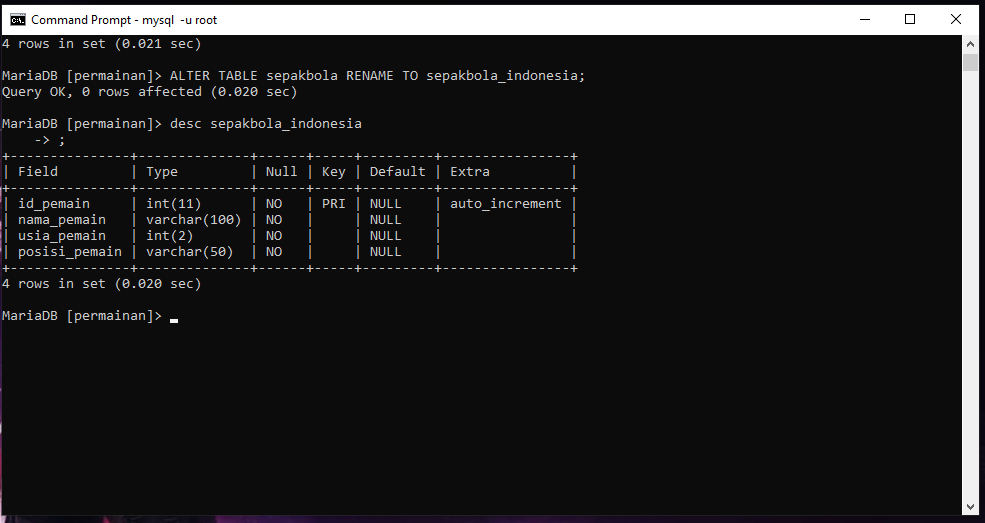 Command Prompt - mysql  -u root
4 rows in set (0.021 sec)
MariaDB [permainan]> ALTER TABLE sepakbola RENAME TO sepakbola_indonesia;
Query OK, 0 rows affected (0.020 sec)
MariaDB [permainan]> desc sepakbola_indonesia
    -> ;
+---------------+--------------+------+-----+---------+----------------+
| Field         | Type         | Null | Key | Default | Extra          |
+---------------+--------------+------+-----+---------+----------------+
| id_pemain     | int(11)      | NO   | PRI | NULL    | auto_increment |
| nama_pemain   | varchar(100) | NO   |     | NULL    |                |
| usia_pemain   | int(2)       | NO   |     | NULL    |                |
| posisi_pemain | varchar(50)  | NO   |     | NULL    |                |
+---------------+--------------+------+-----+---------+----------------+
4 rows in set (0.020 sec)
MariaDB [permainan]> _